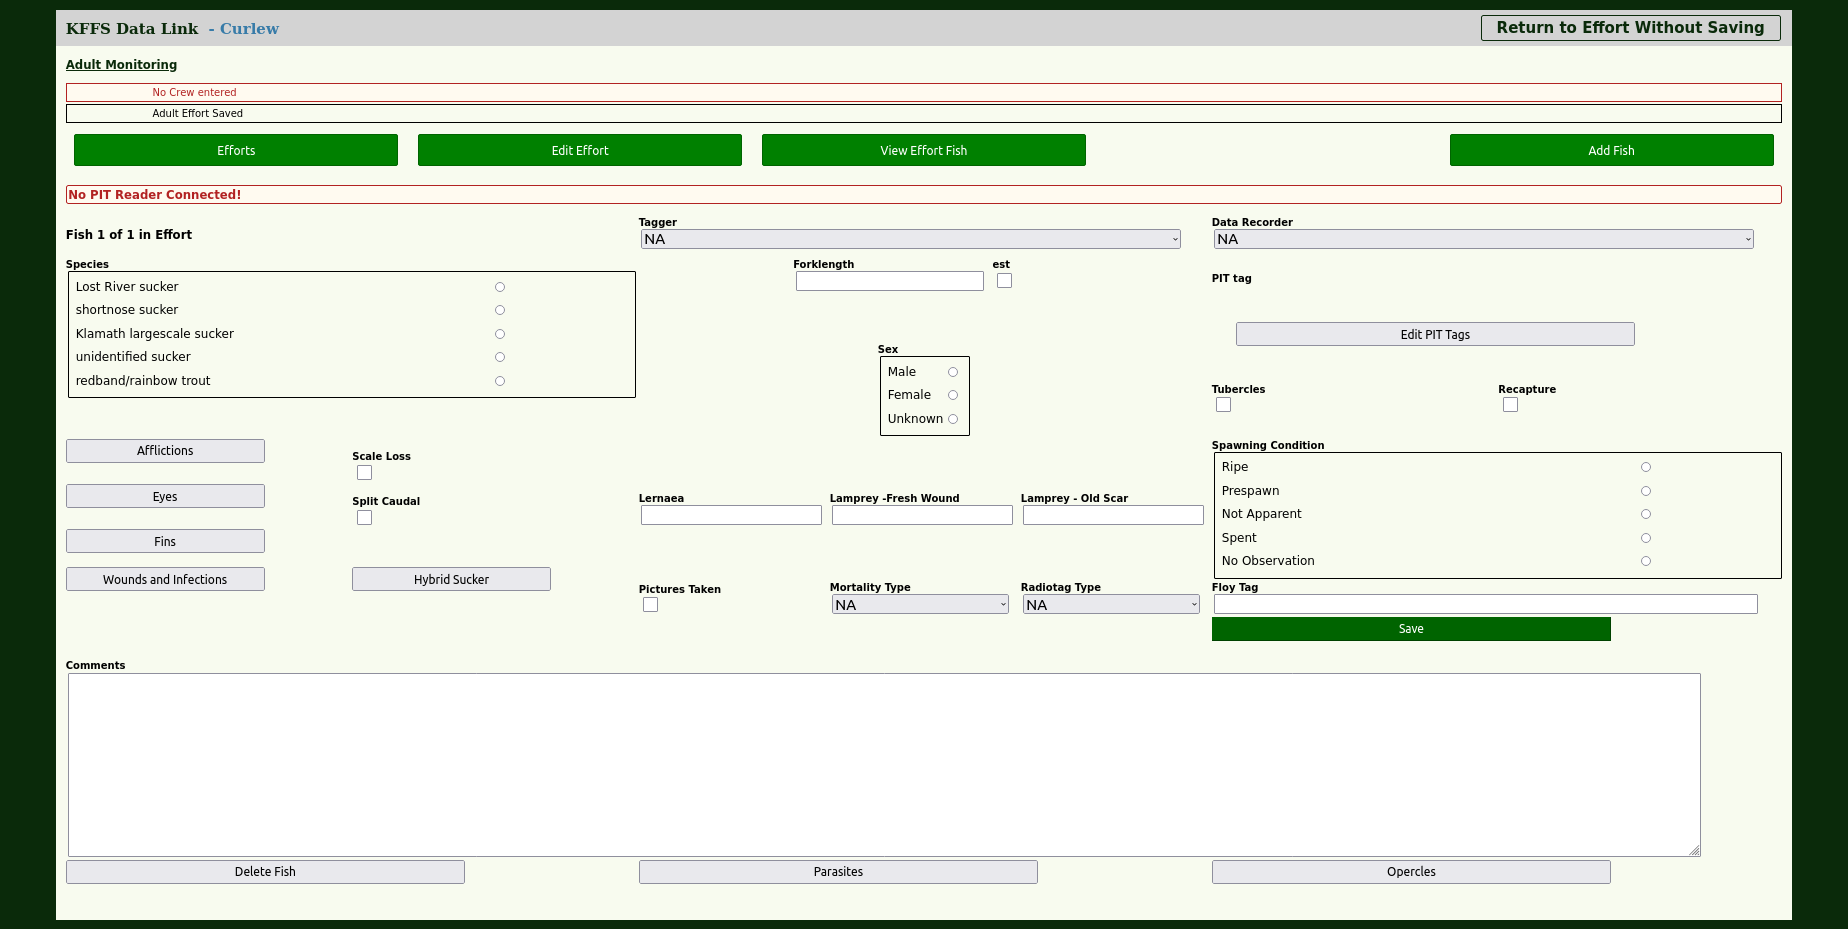 KFFS Data Link - Curlew
Return to Effort Without Saving
Adult Monitoring
No Crew entered
Adult Effort Saved
Efforts
Edit Effort
View Effort Fish
Add Fish
No PIT Reader Connected!
Fish 1 of 1 in Effort
Tagger
NA
Data Recorder
NA
Species
Lost River sucker
shortnose sucker
Klamath largescale sucker
unidentified sucker
redband/rainbow trout
Forklength
est
PIT tag
Edit PIT Tags
Sex
Male
Female
Unknown
Tubercles
Recapture
Afflictions
Eyes
Fins
Wounds and Infections
Scale Loss
Split Caudal
Hybrid Sucker
Lernaea
Lamprey -Fresh Wound
Lamprey - Old Scar
Spawning Condition
Ripe
Prespawn
Not Apparent
Spent
No Observation
Pictures Taken
Mortality Type
NA
Radiotag Type
NA
Floy Tag
Save
Comments
Delete Fish
Parasites
Opercles